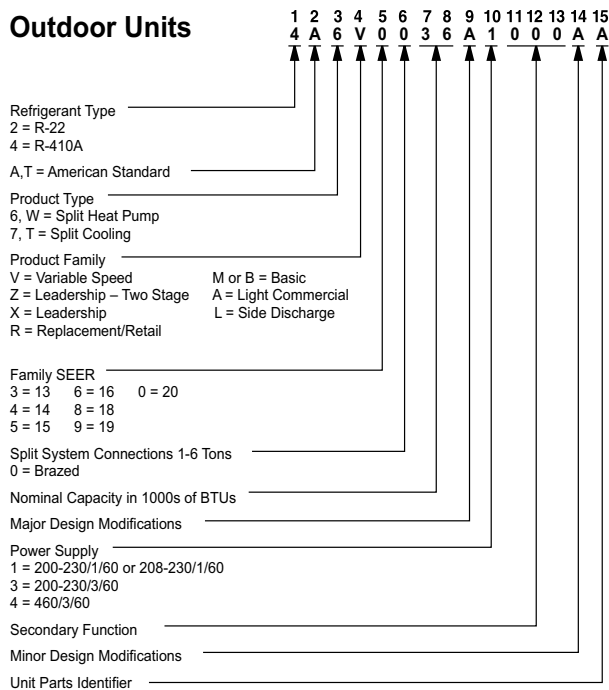 Outdoor Units
1 2 3 4 5 6 7 8 9 10 11 12 13 14 15
4 A 6 V 0 0 3 6 A 1 0 0 0 A A
Refrigerant Type
2 = R-22
4 = R-410A
A,T = American Standard
Product Type
6, W = Split Heat Pump
7, T = Split Cooling
Product Family
V = Variable Speed M or B = Basic
Z = Leadership – Two Stage A = Light Commercial
X = Leadership L = Side Discharge
R = Replacement/Retail
Family SEER
3 = 13 6 = 16 0 = 20
4 = 14 8 = 18
5 = 15 9 = 19
Split System Connections 1-6 Tons
0 = Brazed
Nominal Capacity in 1000s of BTUs
Major Design Modifications
Power Supply
1 = 200-230/1/60 or 208-230/1/60
3 = 200-230/3/60
4 = 460/3/60
Secondary Function
Minor Design Modifications
Unit Parts Identifier